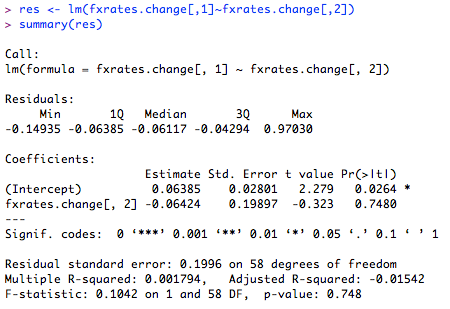 > res <- lm(fxrates.change[,1]~fxrates.change[,2])
> summary(res)
Call:
lm(formula = fxrates.change[, 1] ~ fxrates.change[, 2])
Residuals:
Min 1Q Median 3Q Max
-0.14935 -0.06385 -0.06117 -0.04294 0.97030
Coefficients:
Estimate Std. Error t value Pr(>|t|)
(Intercept) 0.06385 0.02801 2.279 0.0264 *
fxrates.change[, 2] -0.06424 0.19897 -0.323 0.7480
---
Signif. codes: 0 ‘***’ 0.001 ‘**’ 0.01 ‘*’ 0.05 ‘.’ 0.1 ‘ ’ 1
Residual standard error: 0.1996 on 58 degrees of freedom
Multiple R-squared: 0.001794, Adjusted R-squared: -0.01542
F-statistic: 0.1042 on 1 and 58 DF, p-value: 0.748